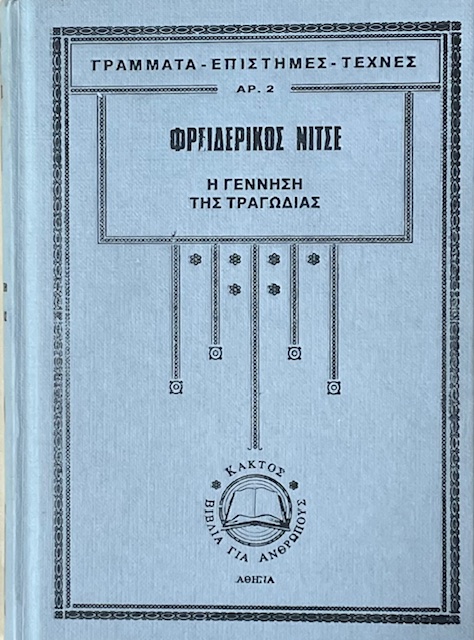 ΓΡΑΜΜΑΤΑ - ΕΠΙΣΤΗΜΕΣ - ΤΕΧΝΕΣ
ΑΡ. 2
ΦΡΕΙΔΕΡΙΚΟΣ ΝΙΤΣΕ
Η ΓΕΝΝΗΣΗ
ΤΗΣ ΤΡΑΓΩΔΙΑΣ
ΚΑΚΤΟΣ
ΒΙΒΛΙΑ ΓΙΑ ΑΝΘΡΩΠΟΥΣ
ΑΘΗΝΑ